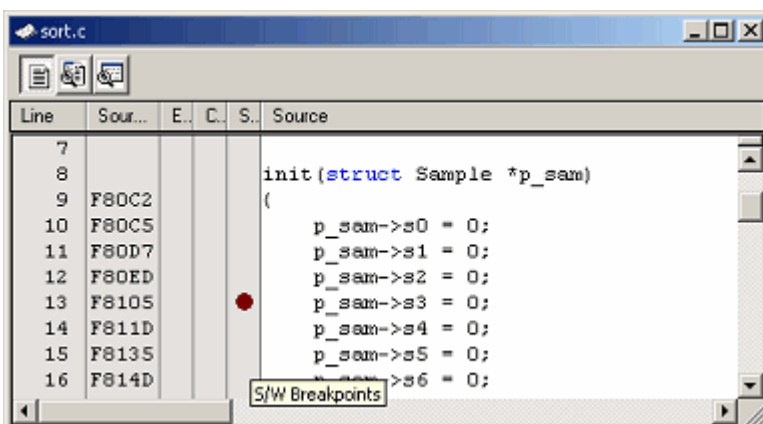 sort.c
Line Sour... E.. C.. S.. Source
7
8 init(struct Sample *p_sam)
9 F80C2 {
10 F80C5 p_sam->s0 = 0;
11 F80D7 p_sam->s1 = 0;
12 F80ED p_sam->s2 = 0;
13 F8105 p_sam->s3 = 0;
14 F811D p_sam->s4 = 0;
15 F8135 p_sam->s5 = 0;
16 F814D >s6 = 0;
S/W Breakpoints